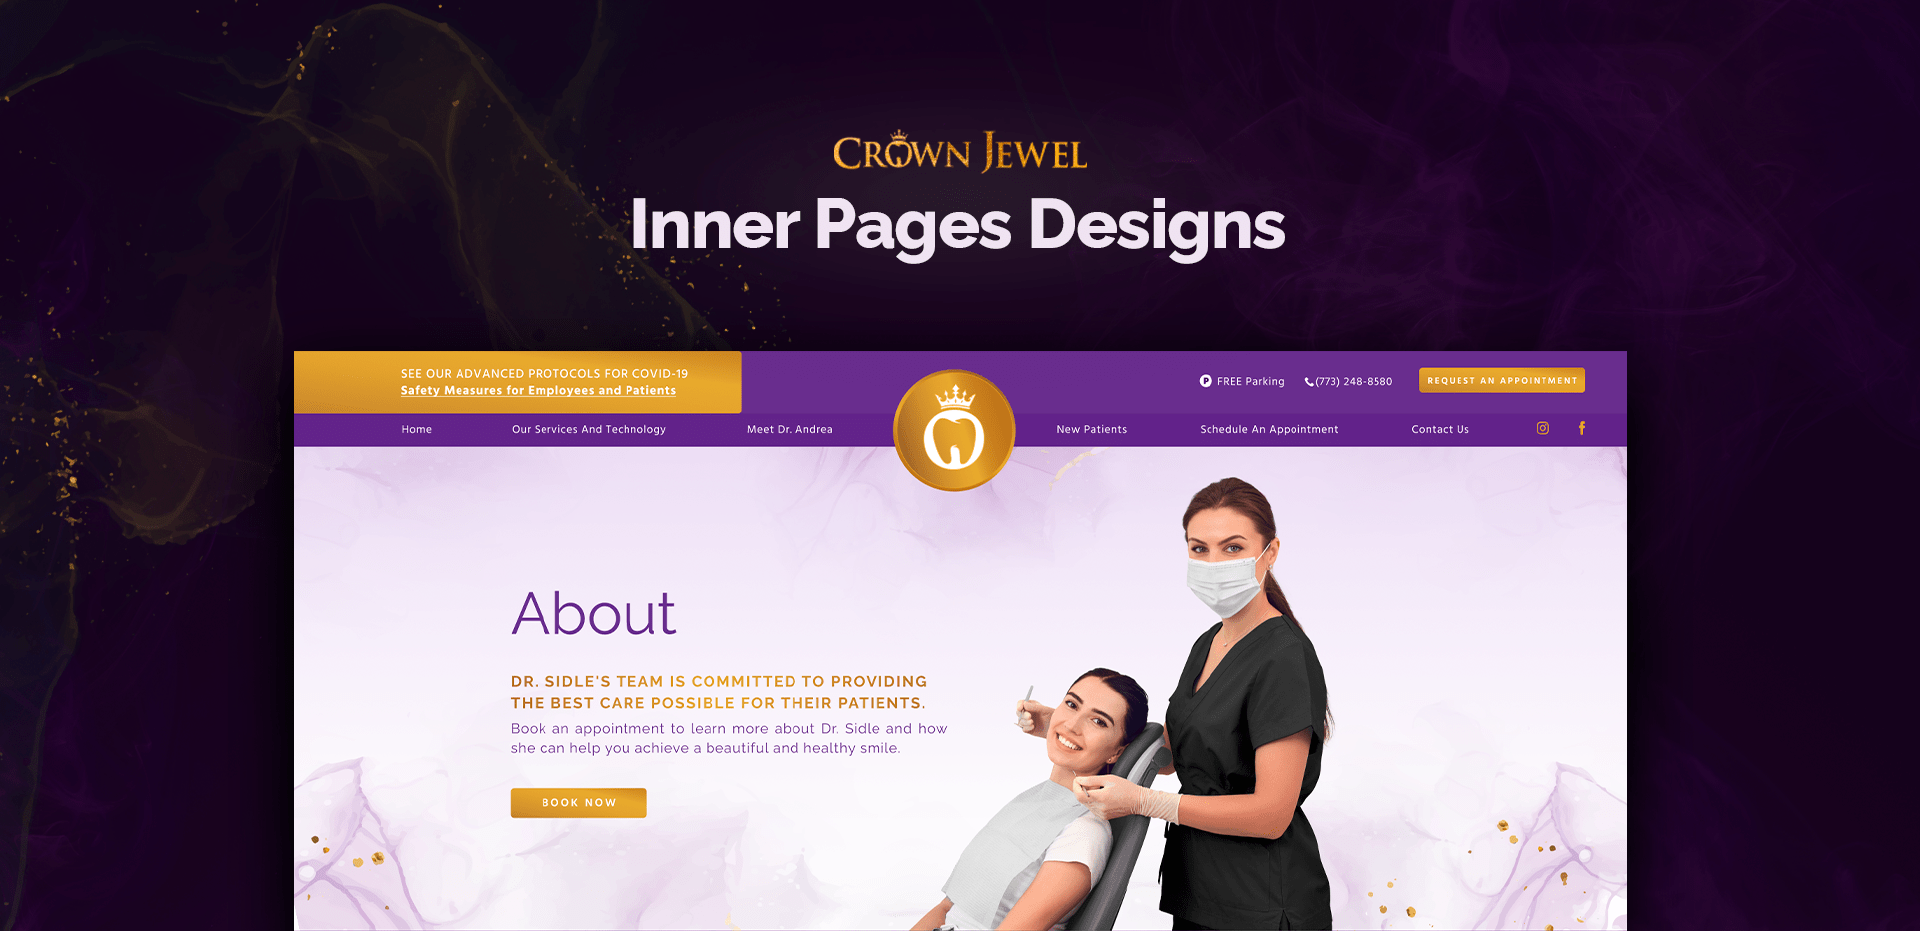 CROWN JEWEL
Inner Pages Designs
SEE OUR ADVANCED PROTOCOLS FOR COVID-19
Safety Measures for Employees and Patients
P FREE Parking
(773) 248-8580
REQUEST AN APPOINTMENT
Home
Our Services And Technology
Meet Dr. Andrea
New Patients
Schedule An Appointment
Contact Us
About
DR. SIDLE'S TEAM IS COMMITTED TO PROVIDING
THE BEST CARE POSSIBLE FOR THEIR PATIENTS.
Book an appointment to learn more about Dr. Sidle and how
she can help you achieve a beautiful and healthy smile.
BOOK NOW